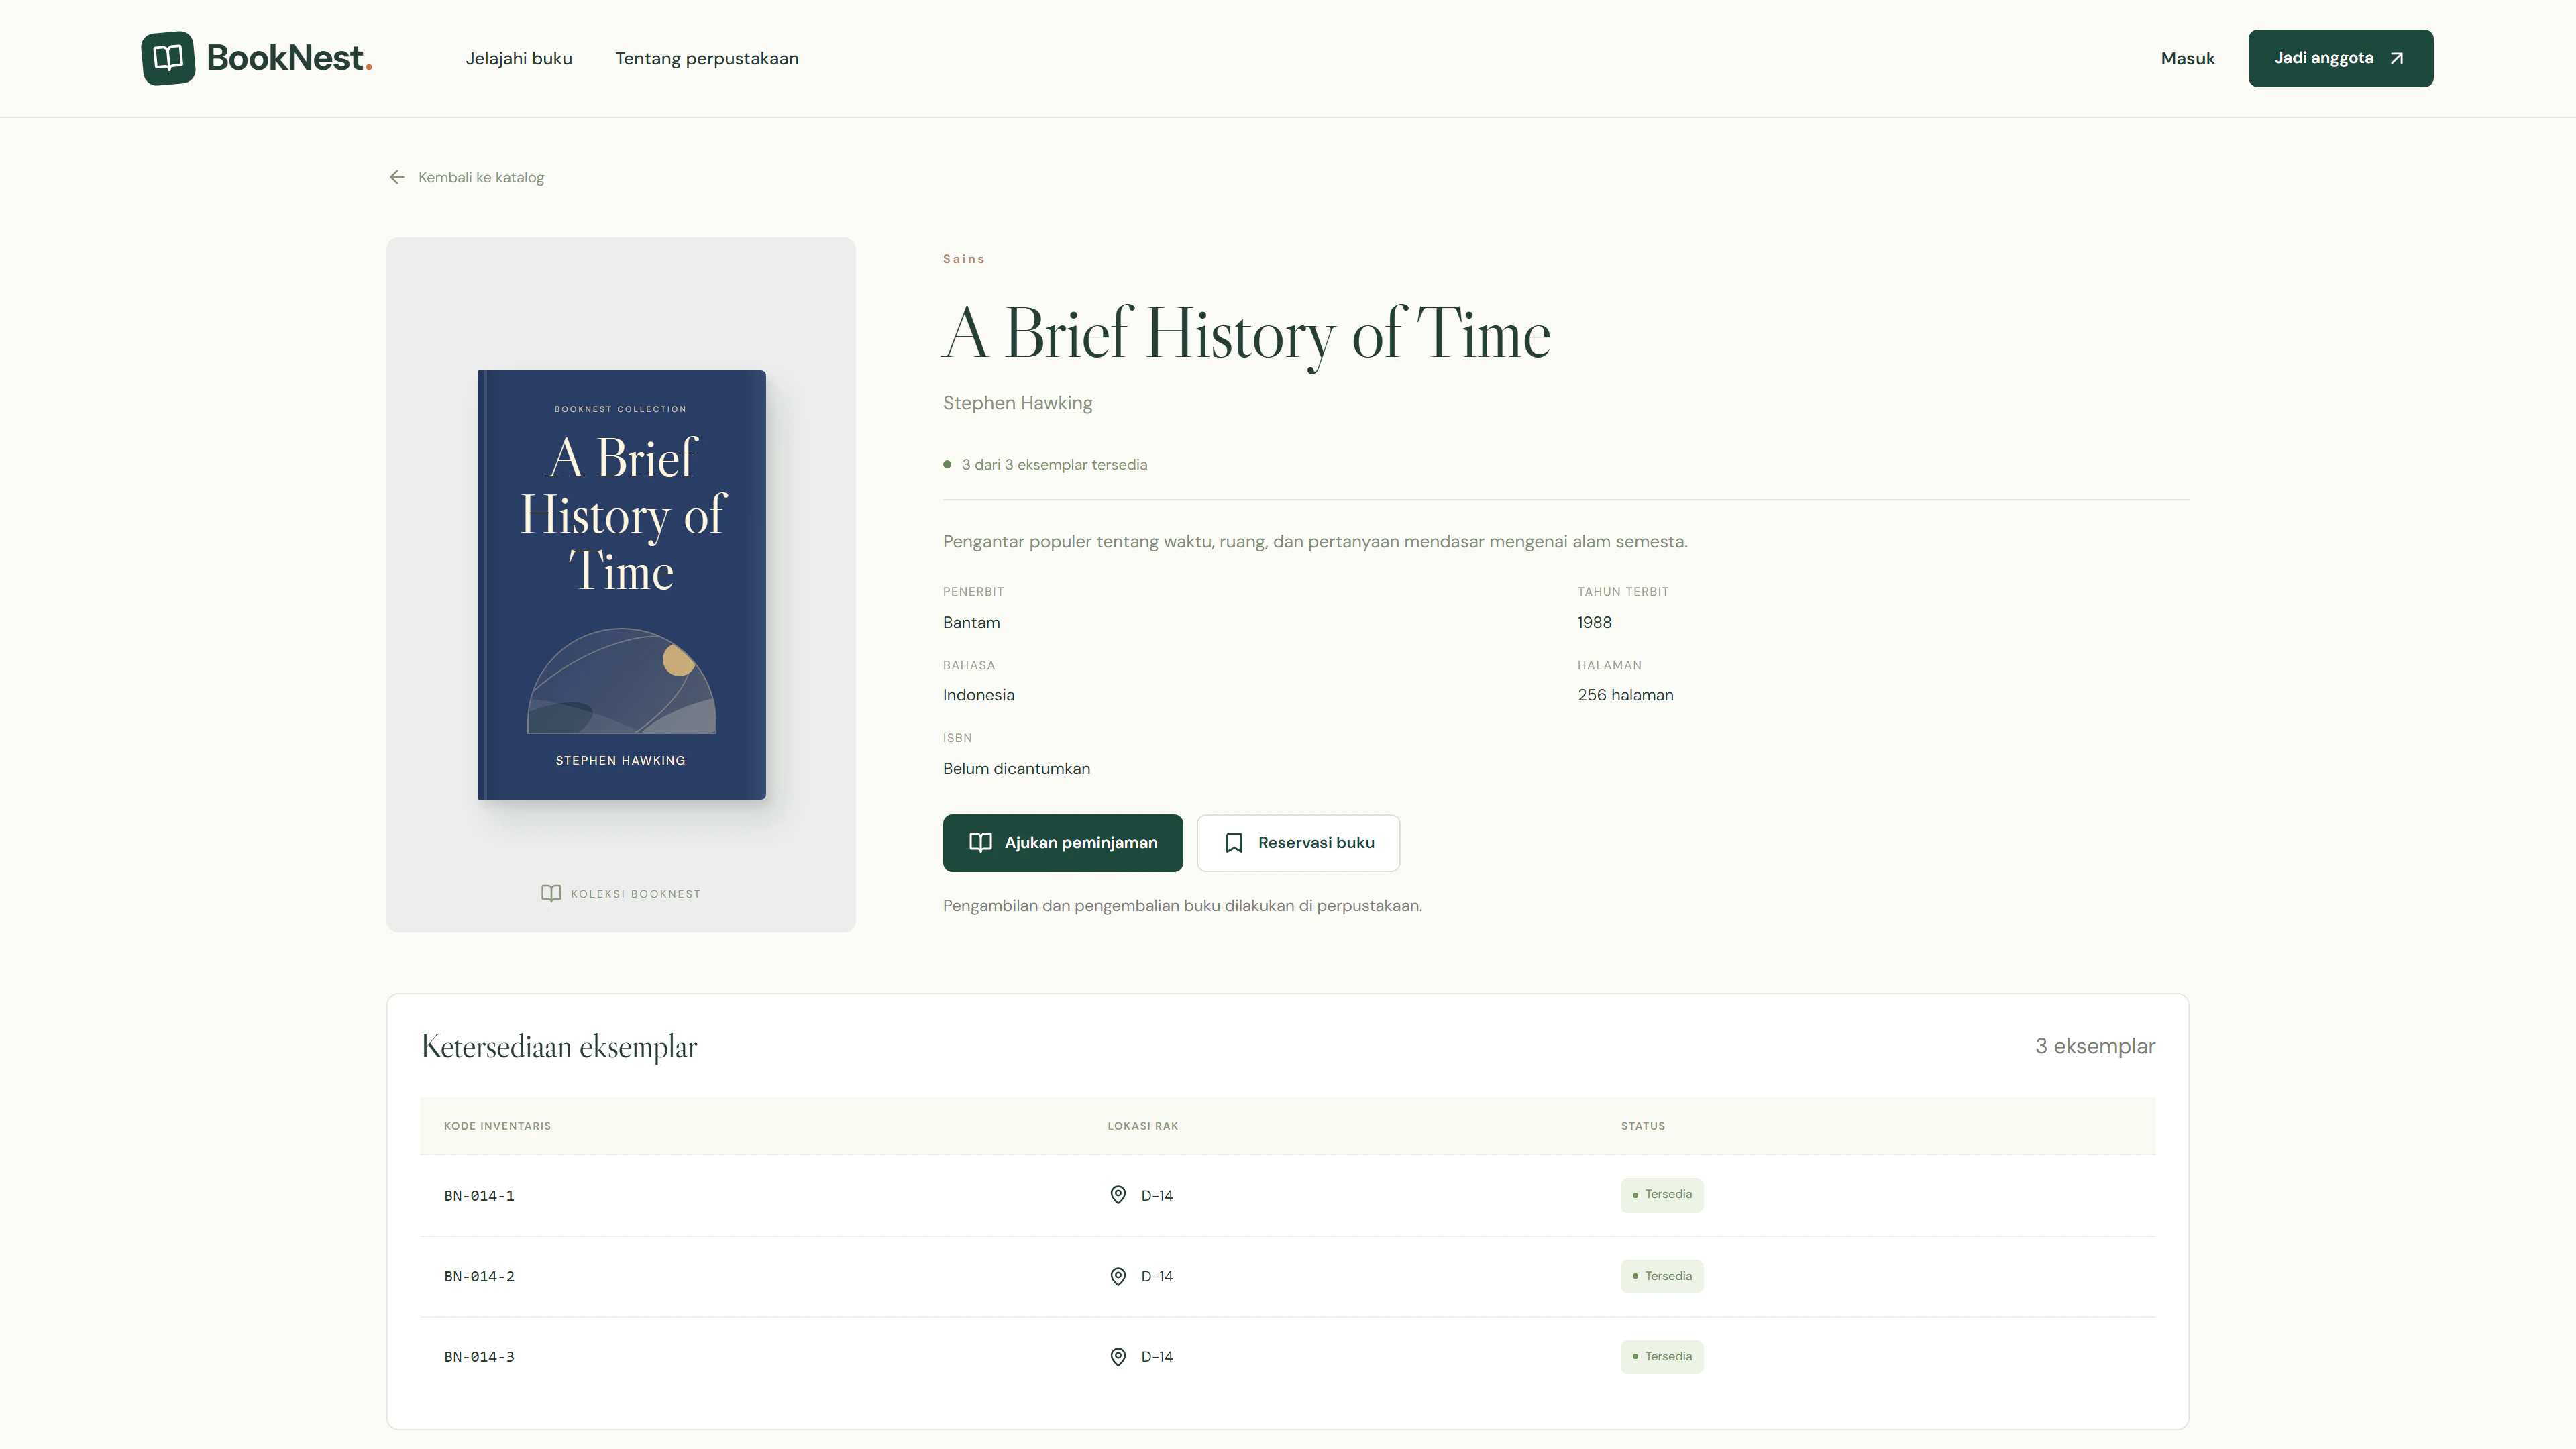 BookNest.
Jelajahi buku
Tentang perpustakaan
Masuk
Jadi anggota
Kembali ke katalog
BOOKNEST COLLECTION
A Brief
History of
Time
STEPHEN HAWKING
KOLEKSI BOOKNEST
Sains
A Brief History of Time
Stephen Hawking
3 dari 3 eksemplar tersedia
Pengantar populer tentang waktu, ruang, dan pertanyaan mendasar mengenai alam semesta.
PENERBIT
Bantam
TAHUN TERBIT
1988
BAHASA
Indonesia
HALAMAN
256 halaman
ISBN
Belum dicantumkan
Ajukan peminjaman
Reservasi buku
Pengambilan dan pengembalian buku dilakukan di perpustakaan.
Ketersediaan eksemplar
3 eksemplar
KODE INVENTARIS LOKASI RAK STATUS
BN-014-1 D-14 Tersedia
BN-014-2 D-14 Tersedia
BN-014-3 D-14 Tersedia